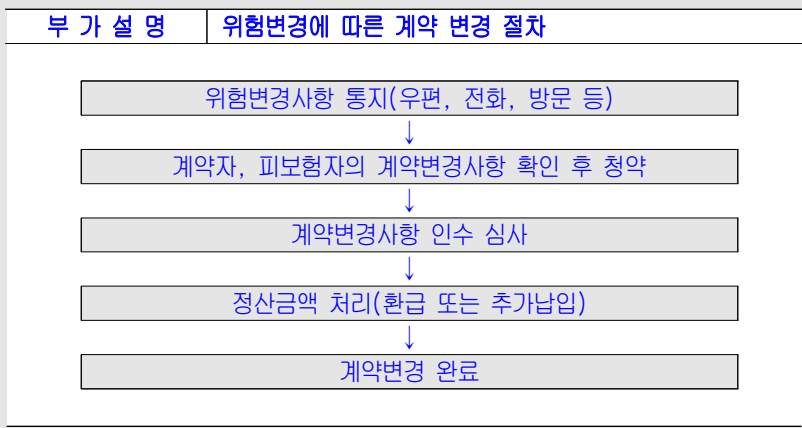 부 가 설 명 위험변경에 따른 계약 변경 절차
위험변경사항 통지(우편, 전화, 방문 등)
↓
계약자, 피보험자의 계약변경사항 확인 후 청약
↓
계약변경사항 인수 심사
↓
정산금액 처리(환급 또는 추가납입)
↓
계약변경 완료